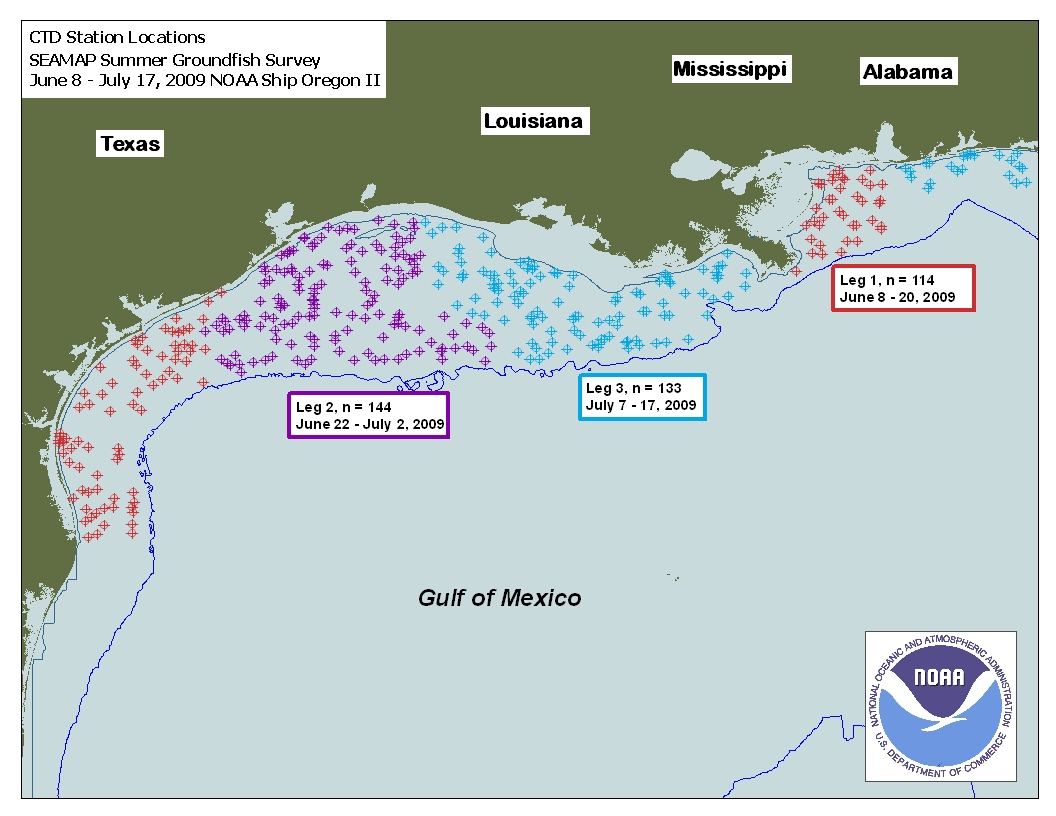 CTD Station Locations
SEAMAP Summer Groundfish Survey
June 8 - July 17, 2009 NOAA Ship Oregon II
Mississippi
Alabama
Louisiana
Texas
Leg 1, n = 114
June 8 - 20, 2009
Leg 3, n = 133
July 7 - 17, 2009
Leg 2, n = 144
June 22 - July 2, 2009
Gulf of Mexico
NATIONAL OCEANIC AND ATMOSPHERIC ADMINISTRATION
NOAA
U.S. DEPARTMENT OF COMMERCE